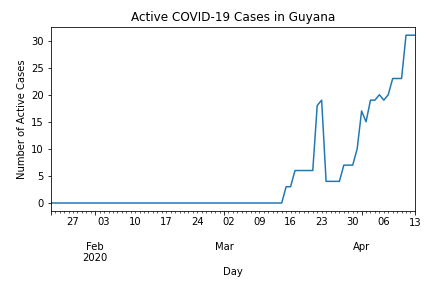 Active COVID-19 Cases in Guyana
Number of Active Cases
30
25
20
15
10
5
0
27 03 10 17 24 02 09 16 23 30 06 13
Feb Mar Apr
2020
Day